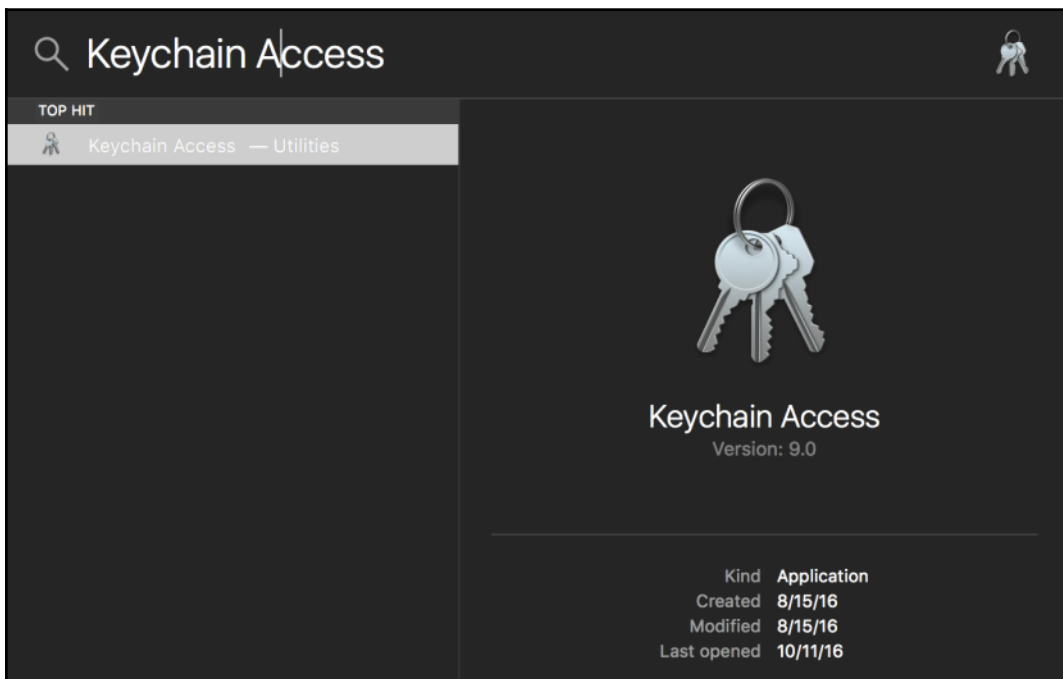 Keychain Access
TOP HIT
Keychain Access — Utilities
Keychain Access
Version: 9.0
Kind Application
Created 8/15/16
Modified 8/15/16
Last opened 10/11/16